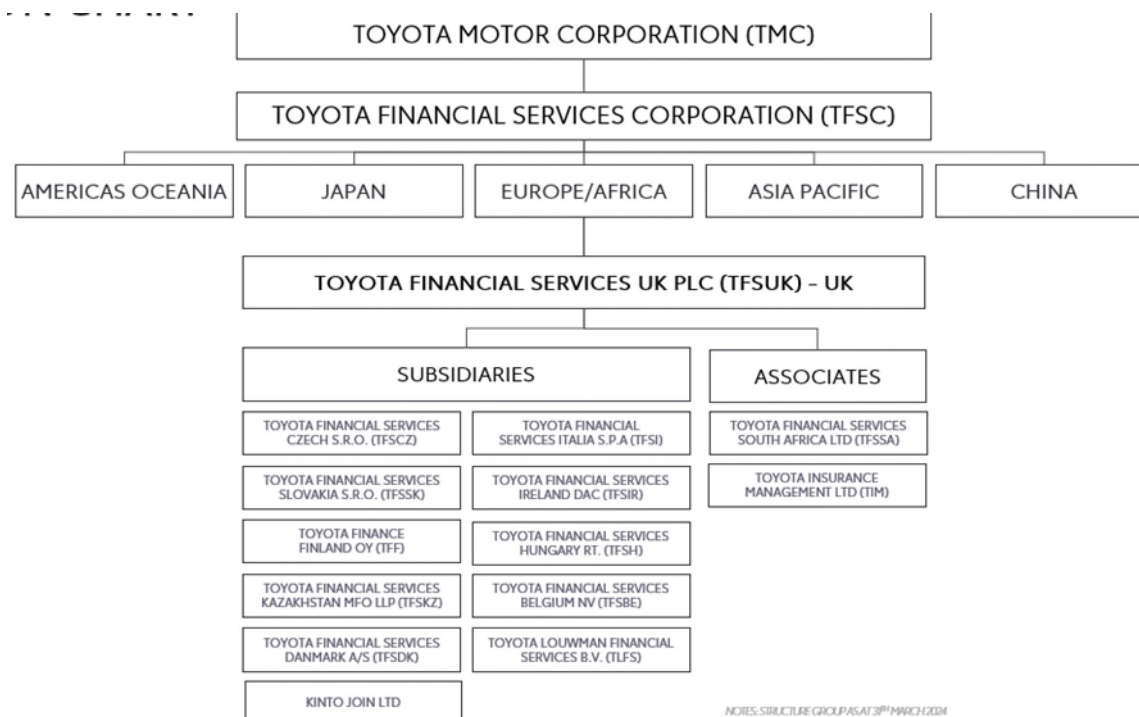 TOYOTA MOTOR CORPORATION (TMC)
TOYOTA FINANCIAL SERVICES CORPORATION (TFSC)
AMERICAS OCEANIA
JAPAN
EUROPE/AFRICA
ASIA PACIFIC
CHINA
TOYOTA FINANCIAL SERVICES UK PLC (TFSUK) – UK
SUBSIDIARIES
ASSOCIATES
TOYOTA FINANCIAL SERVICES
CZECH S.R.O. (TFSCZ)
TOYOTA FINANCIAL
SERVICES ITALIA S.P.A (TFSI)
TOYOTA FINANCIAL SERVICES
SOUTH AFRICA LTD (TFSSA)
TOYOTA FINANCIAL SERVICES
SLOVAKIA S.R.O. (TFSSK)
TOYOTA FINANCIAL SERVICES
IRELAND DAC (TFSIR)
TOYOTA INSURANCE
MANAGEMENT LTD (TIM)
TOYOTA FINANCE
FINLAND OY (TFF)
TOYOTA FINANCIAL SERVICES
HUNGARY RT. (TFSH)
TOYOTA FINANCIAL SERVICES
KAZAKHSTAN MFO LLP (TFSKZ)
TOYOTA FINANCIAL SERVICES
BELGIUM NV (TFSBE)
TOYOTA FINANCIAL SERVICES
DANMARK A/S (TFSDK)
TOYOTA LOUWMAN FINANCIAL
SERVICES B.V. (TLFS)
KINTO JOIN LTD
NOTES: STRUCTURE GROUP AS AT 31ST MARCH 2024